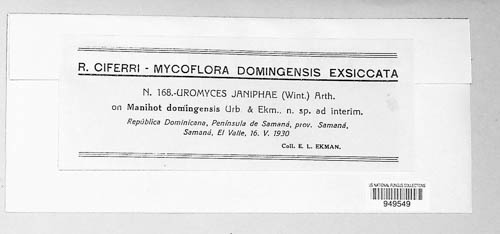 R. CIFERRI - MYCOFLORA DOMINGENSIS EXSICCATA
N. 168.-UROMYCES JANIPHAE (Wint.) Arth.
on Manihot domingensis Urb & Ekm., n. sp. ad interim.
República Dominicana, Península de Samaná, prov. Samaná,
Samaná, El Valle, 16. V. 1930
Coll. E. L. EKMAN.
US NATIONAL FUNGUS COLLECTIONS
949549